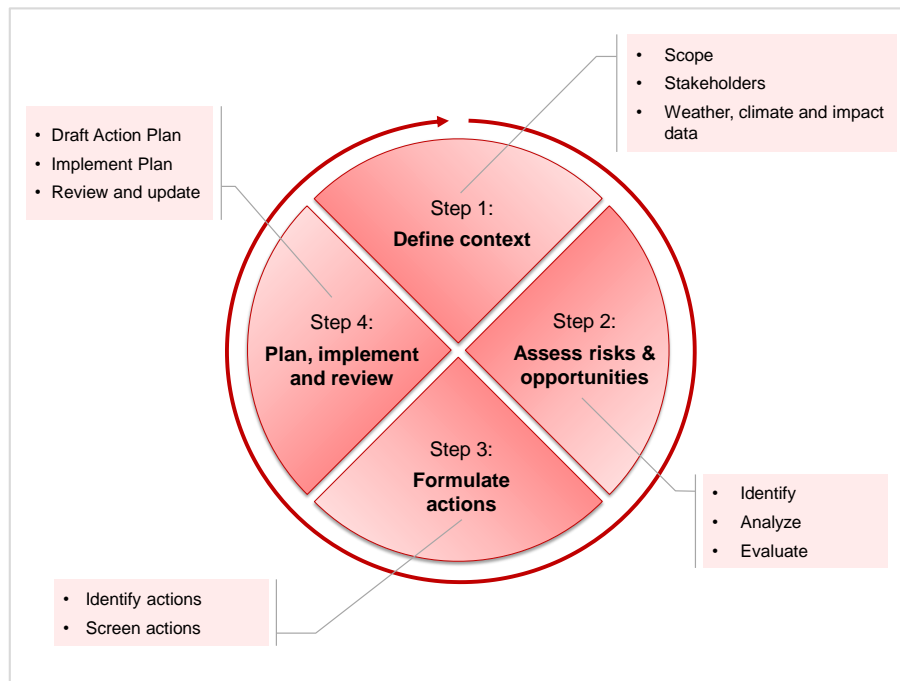 • Scope
• Stakeholders
• Weather, climate and impact
data
• Draft Action Plan
• Implement Plan
• Review and update
Step 1:
Define context
Step 2:
Assess risks &
opportunities
Step 4:
Plan, implement
and review
Step 3:
Formulate
actions
• Identify
• Analyze
• Evaluate
• Identify actions
• Screen actions